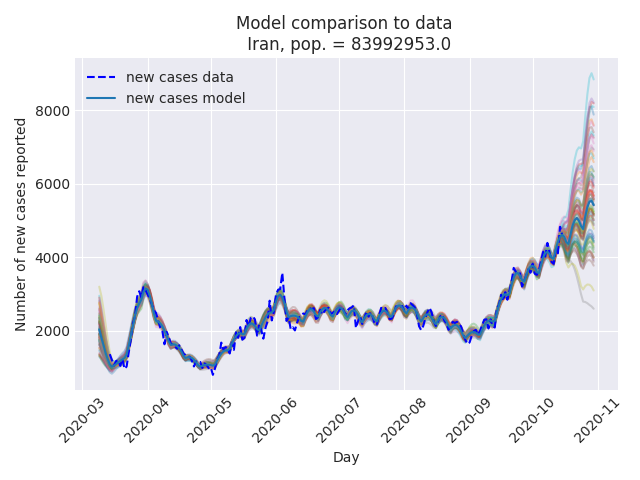 Model comparison to data
Iran, pop. = 83992953.0
new cases data
new cases model
Number of new cases reported
8000
6000
4000
2000
2020-03
2020-04
2020-05
2020-06
2020-07
2020-08
2020-09
2020-10
2020-11
Day